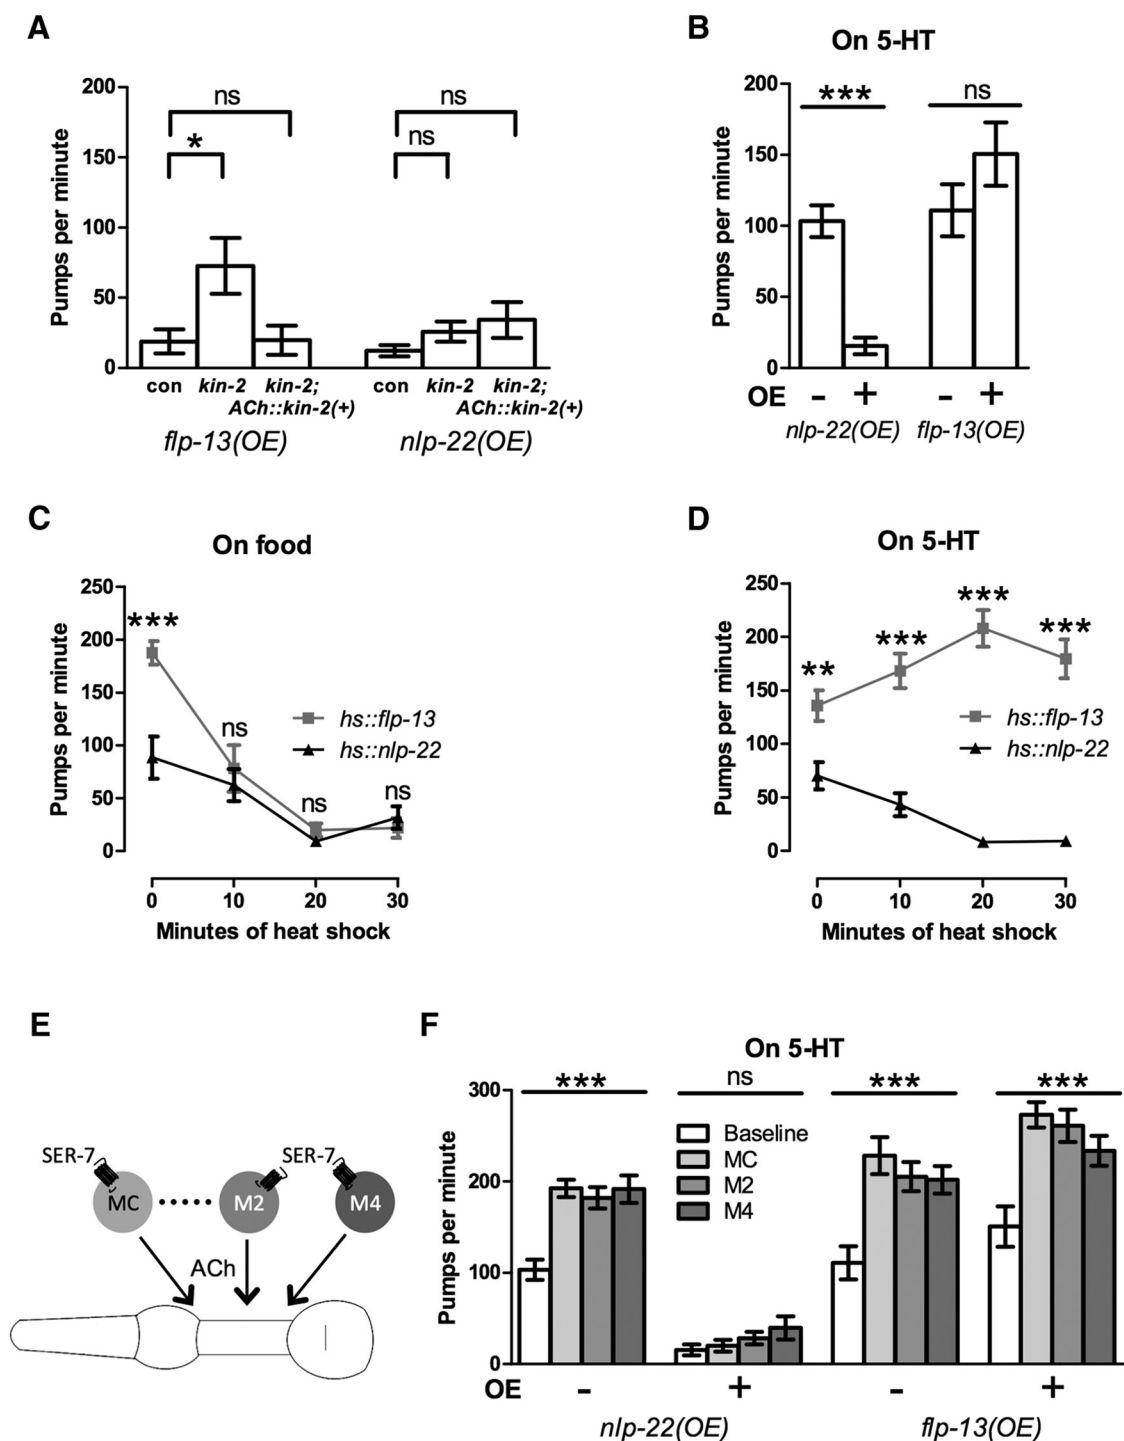 A
200
150
100
50
0
Pumps per minute
ns
*
ns
ns
con kin-2 kin-2; ACh::kin-2(+)
flp-13(OE)
con kin-2 kin-2; ACh::kin-2(+)
nlp-22(OE)
B
On 5-HT
200
150
100
50
0
Pumps per minute
***
ns
OE - + - +
nlp-22(OE) flp-13(OE)
C
On food
250
200
150
100
50
0
Pumps per minute
***
ns
ns
ns
hs::flp-13
hs::nlp-22
0 10 20 30
Minutes of heat shock
D
On 5-HT
250
200
150
100
50
0
Pumps per minute
**
***
***
***
hs::flp-13
hs::nlp-22
0 10 20 30
Minutes of heat shock
E
SER-7
SER-7
MC
M2
M4
ACh
F
On 5-HT
300
200
100
0
Pumps per minute
***
ns
***
***
Baseline
MC
M2
M4
OE - + - +
nlp-22(OE) flp-13(OE)